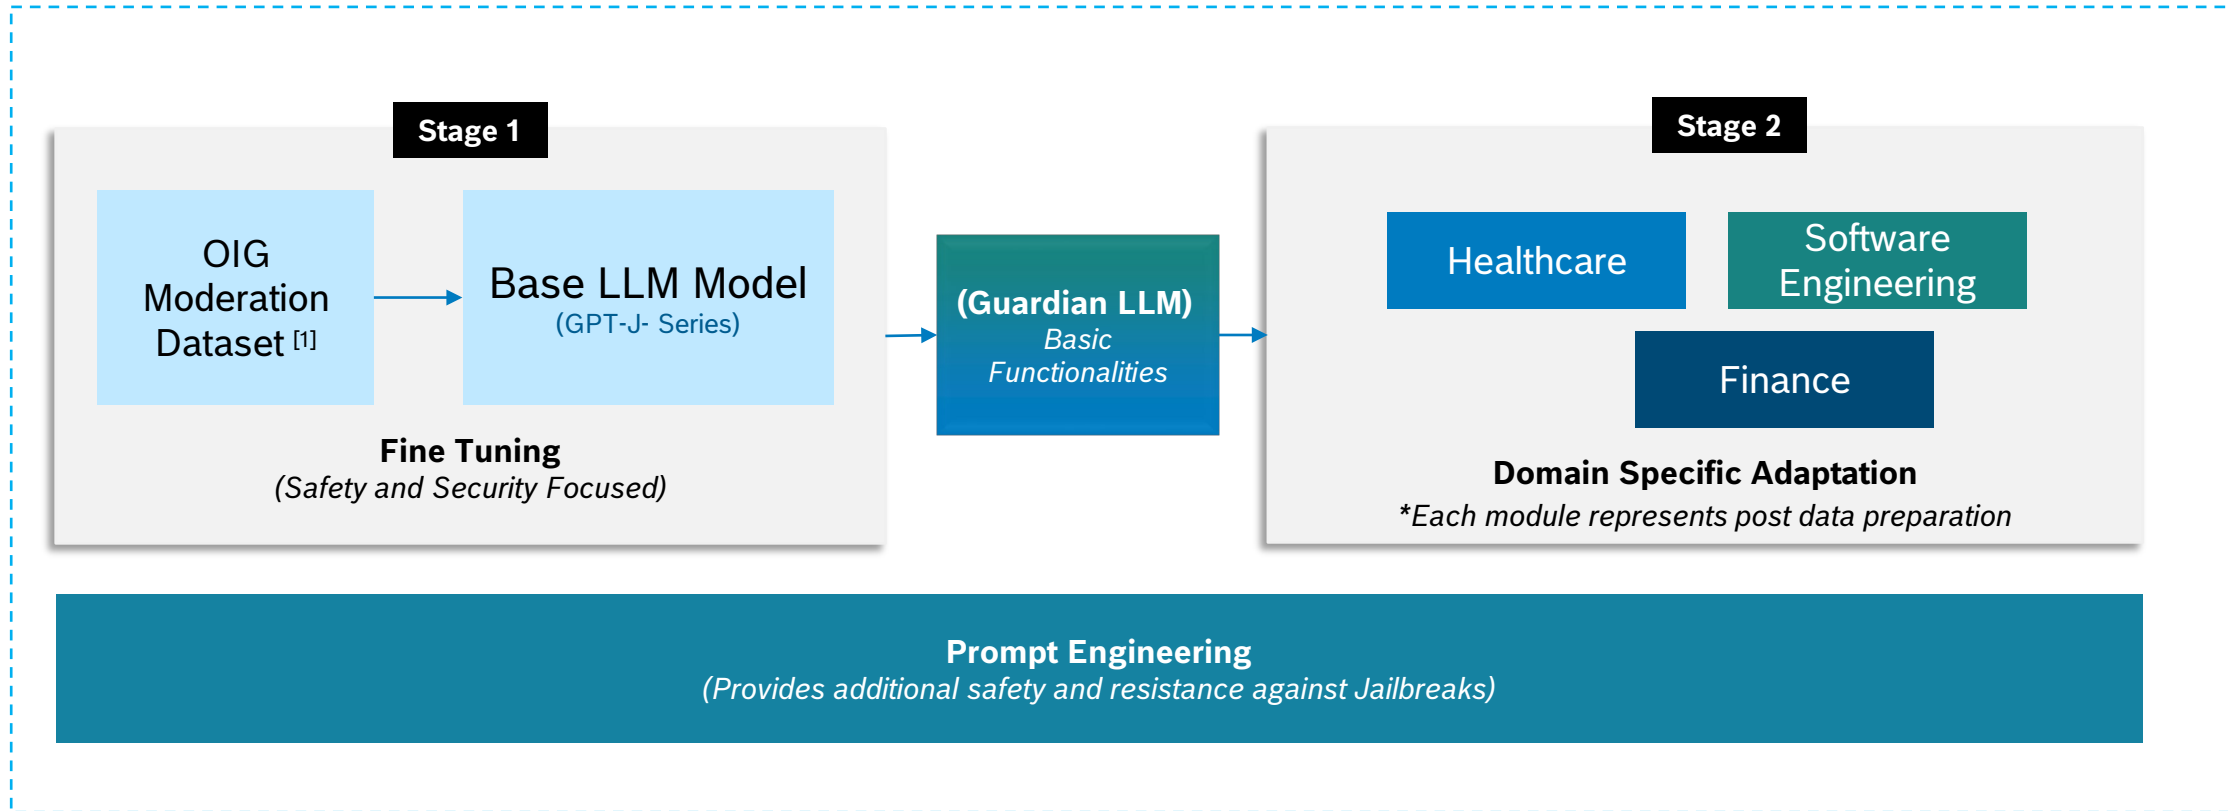 Stage 1
OIG
Moderation
Dataset [1]
Base LLM Model
(GPT-J- Series)
Fine Tuning
(Safety and Security Focused)
(Guardian LLM)
Basic
Functionalities
Stage 2
Healthcare
Software
Engineering
Finance
Domain Specific Adaptation
*Each module represents post data preparation
Prompt Engineering
(Provides additional safety and resistance against Jailbreaks)